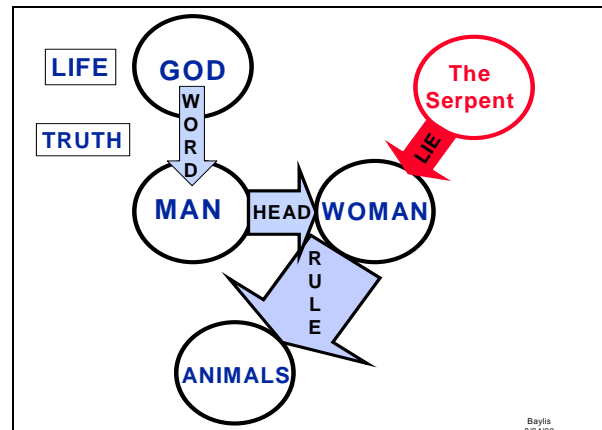 LIFE
GOD
The
Serpent
WORD
TRUTH
LIE
MAN
HEAD
WOMAN
RULE
ANIMALS
Baylis